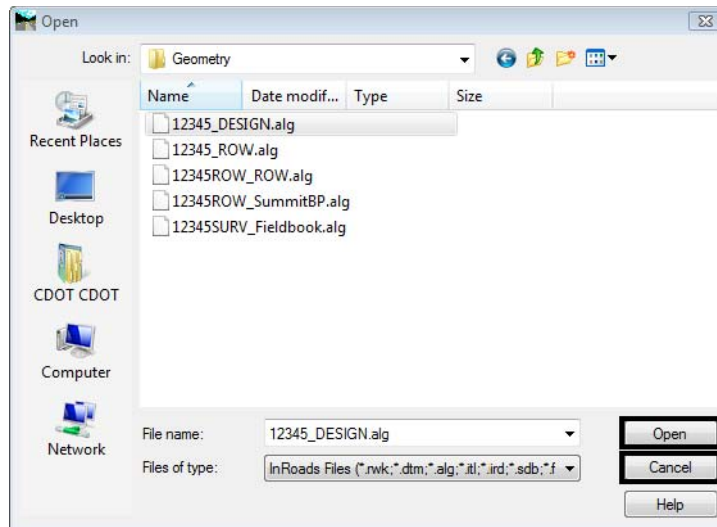 Open
Look in: Geometry
Name Date modif... Type Size
12345_DESIGN.alg
12345_ROW.alg
12345ROW_ROW.alg
12345ROW_SummitBP.alg
12345SURV_Fieldbook.alg
Recent Places
Desktop
CDOT CDOT
Computer
Network
File name: 12345_DESIGN.alg Open
Files of type: InRoads Files (*.rwk;*.dtm;*.alg;*.itl;*.ird;*.sdb;*.f Cancel
Help